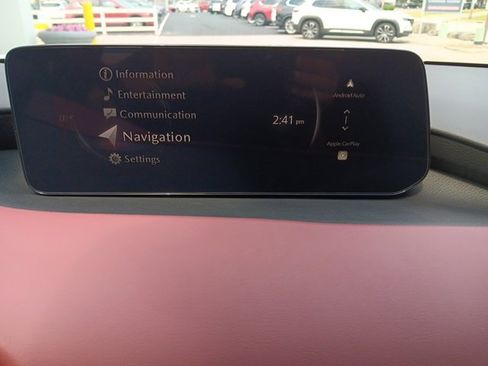 Information
Entertainment
Communication
Navigation
Settings
2:41 pm
Android Auto
Apple CarPlay